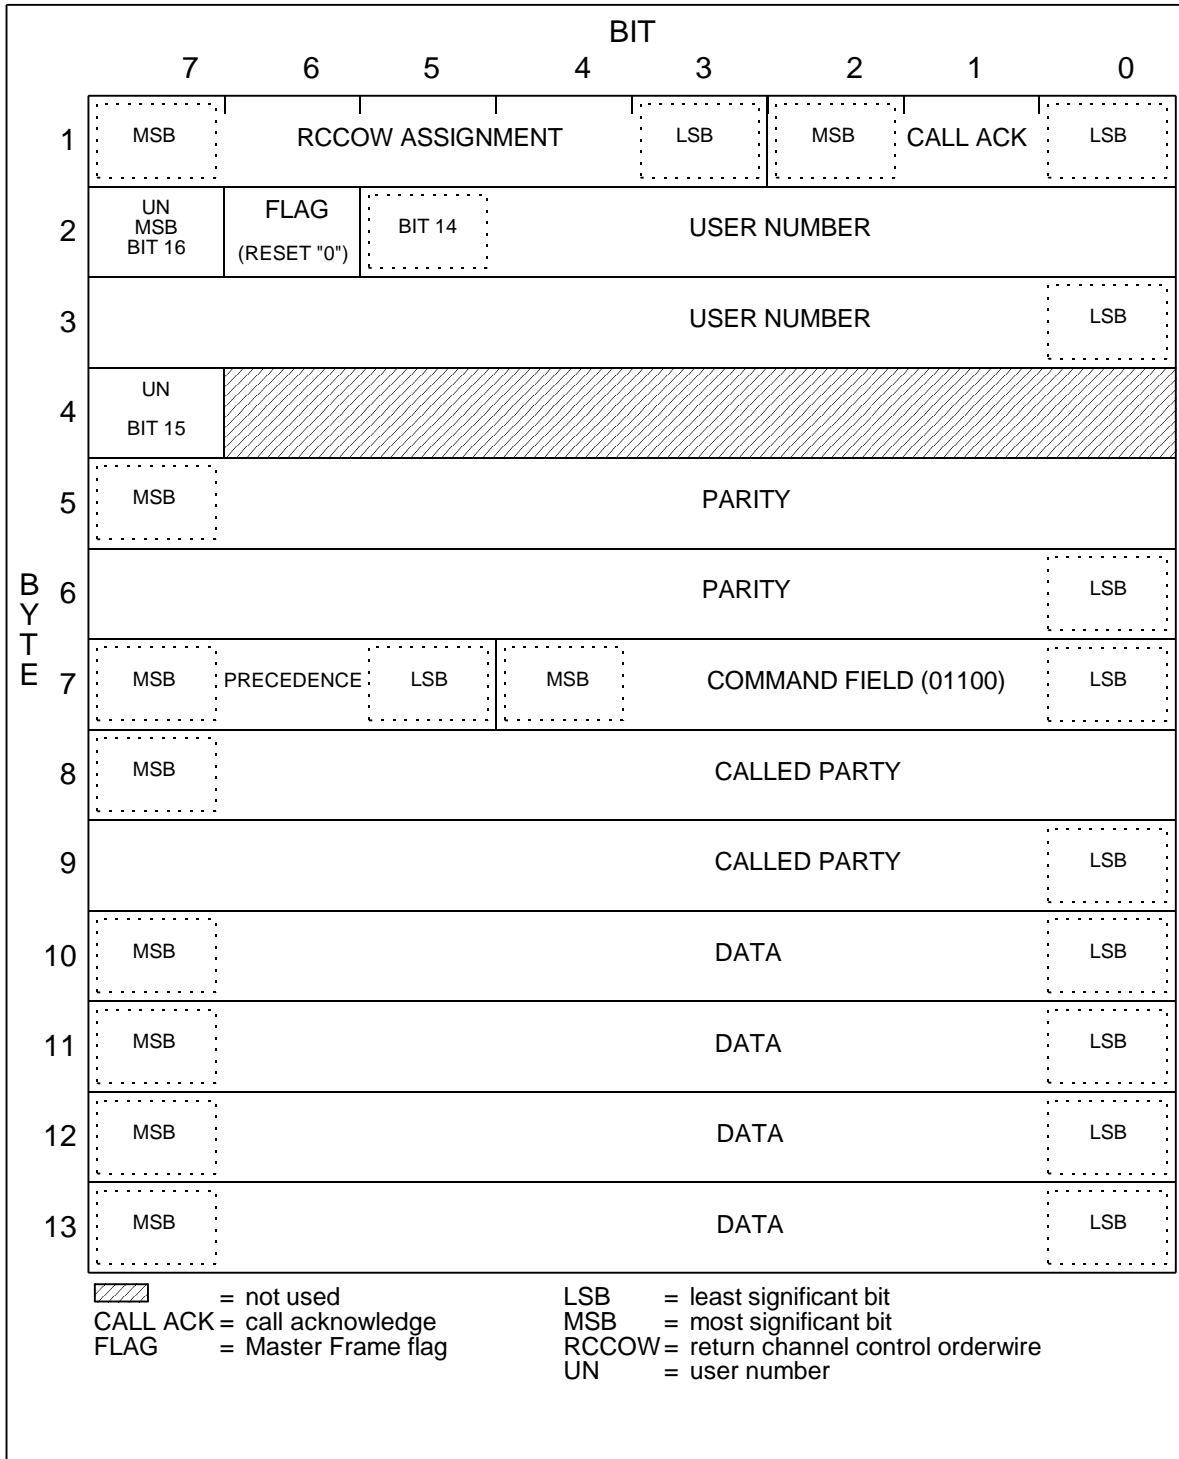 BIT
7 6 5 4 3 2 1 0
1 MSB RCCOW ASSIGNMENT LSB MSB CALL ACK LSB
UN FLAG
2 MSB BIT 14 USER NUMBER
BIT 16 (RESET "0")
3 USER NUMBER LSB
UN
4
BIT 15
5 MSB PARITY
6 PARITY LSB
BYTE
7 MSB PRECEDENCE LSB MSB COMMAND FIELD (01100) LSB
8 MSB CALLED PARTY
9 CALLED PARTY LSB
10 MSB DATA LSB
11 MSB DATA LSB
12 MSB DATA LSB
13 MSB DATA LSB
= not used LSB = least significant bit
CALL ACK = call acknowledge MSB = most significant bit
FLAG = Master Frame flag RCCOW = return channel control orderwire
UN = user number